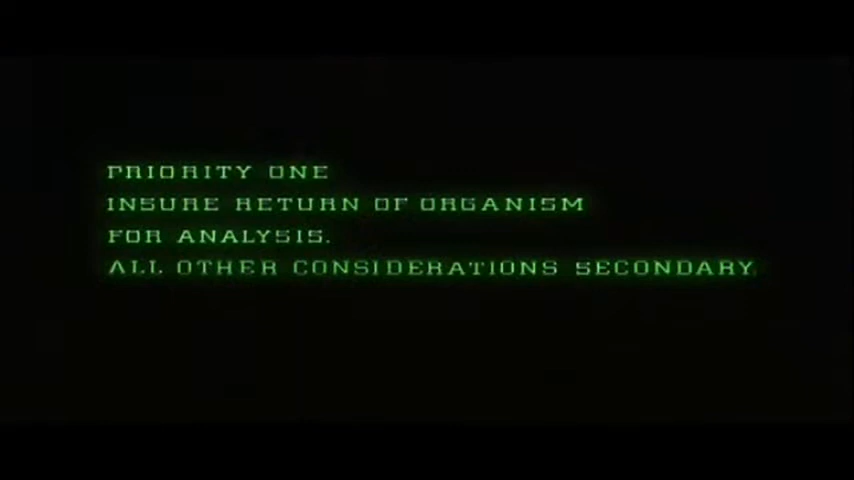 PRIORITY ONE
INSURE RETURN OF ORGANISM
FOR ANALYSIS.
ALL OTHER CONSIDERATIONS SECONDARY.